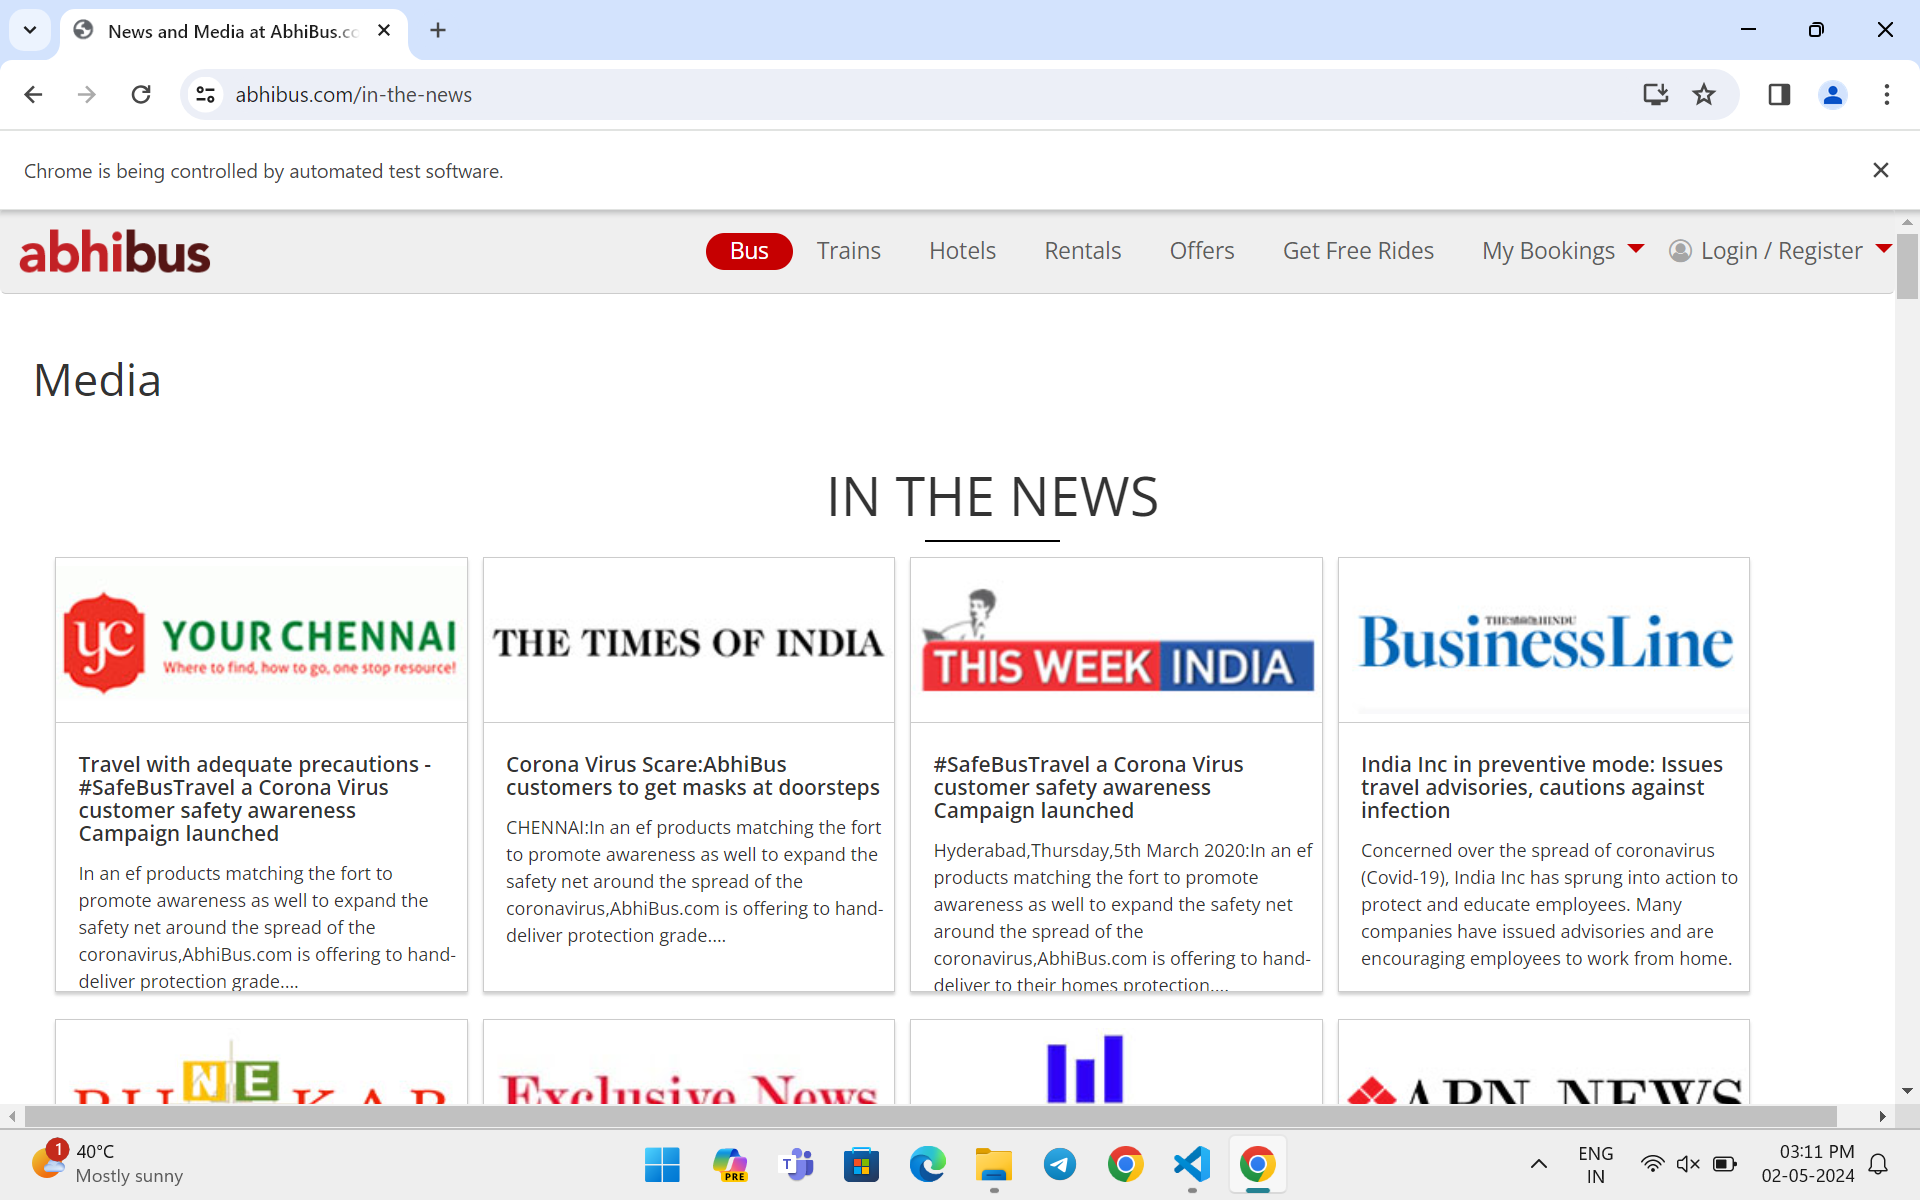 News and Media at AbhiBus.co
abhibus.com/in-the-news
Chrome is being controlled by automated test software.
abhibus
Bus
Trains
Hotels
Rentals
Offers
Get Free Rides
My Bookings
Login / Register
Media
IN THE NEWS
yc
YOUR CHENNAI
Where to find, how to go, one stop resource!
Travel with adequate precautions -
#SafeBusTravel a Corona Virus
customer safety awareness
Campaign launched
In an ef products matching the fort to
promote awareness as well to expand the
safety net around the spread of the
coronavirus,AbhiBus.com is offering to hand-
deliver protection grade....
THE TIMES OF INDIA
Corona Virus Scare:AbhiBus
customers to get masks at doorsteps
CHENNAI:In an ef products matching the fort
to promote awareness as well to expand the
safety net around the spread of the
coronavirus,AbhiBus.com is offering to hand-
deliver protection grade....
THIS WEEK INDIA
#SafeBusTravel a Corona Virus
customer safety awareness
Campaign launched
Hyderabad,Thursday,5th March 2020:In an ef
products matching the fort to promote
awareness as well to expand the safety net
around the spread of the
coronavirus,AbhiBus.com is offering to hand-
deliver to their homes protection....
BusinessLine
India Inc in preventive mode: Issues
travel advisories, cautions against
infection
Concerned over the spread of coronavirus
(Covid-19), India Inc has sprung into action to
protect and educate employees. Many
companies have issued advisories and are
encouraging employees to work from home.
Exclusive News
NEWS
1
40°C
Mostly sunny
PRE
T
ENG
IN
03:11 PM
02-05-2024